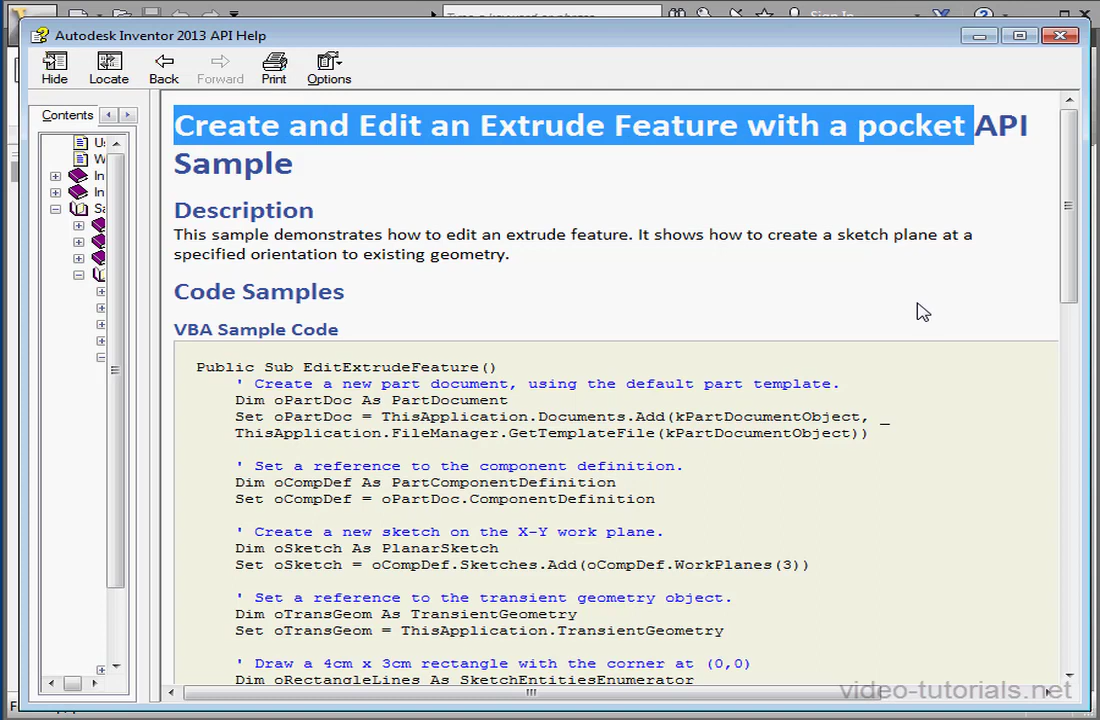 Sign In
Autodesk Inventor 2013 API Help
Hide Locate Back Forward Print Options
Contents
In
In
Create and Edit an Extrude Feature with a pocket API
Sample
Description
This sample demonstrates how to edit an extrude feature. It shows how to create a sketch plane at a
specified orientation to existing geometry.
Code Samples
VBA Sample Code
Public Sub EditExtrudeFeature()
' Create a new part document, using the default part template.
Dim oPartDoc As PartDocument
Set oPartDoc = ThisApplication.Documents.Add(kPartDocumentObject, _
ThisApplication.FileManager.GetTemplateFile(kPartDocumentObject))
' Set a reference to the component definition.
Dim oCompDef As PartComponentDefinition
Set oCompDef = oPartDoc.ComponentDefinition
' Create a new sketch on the X-Y work plane.
Dim oSketch As PlanarSketch
Set oSketch = oCompDef.Sketches.Add(oCompDef.WorkPlanes(3))
' Set a reference to the transient geometry object.
Dim oTransGeom As TransientGeometry
Set oTransGeom = ThisApplication.TransientGeometry
' Draw a 4cm x 3cm rectangle with the corner at (0,0)
Dim oRectangleLines As SketchEntitiesEnumerator
video-tutorials.net